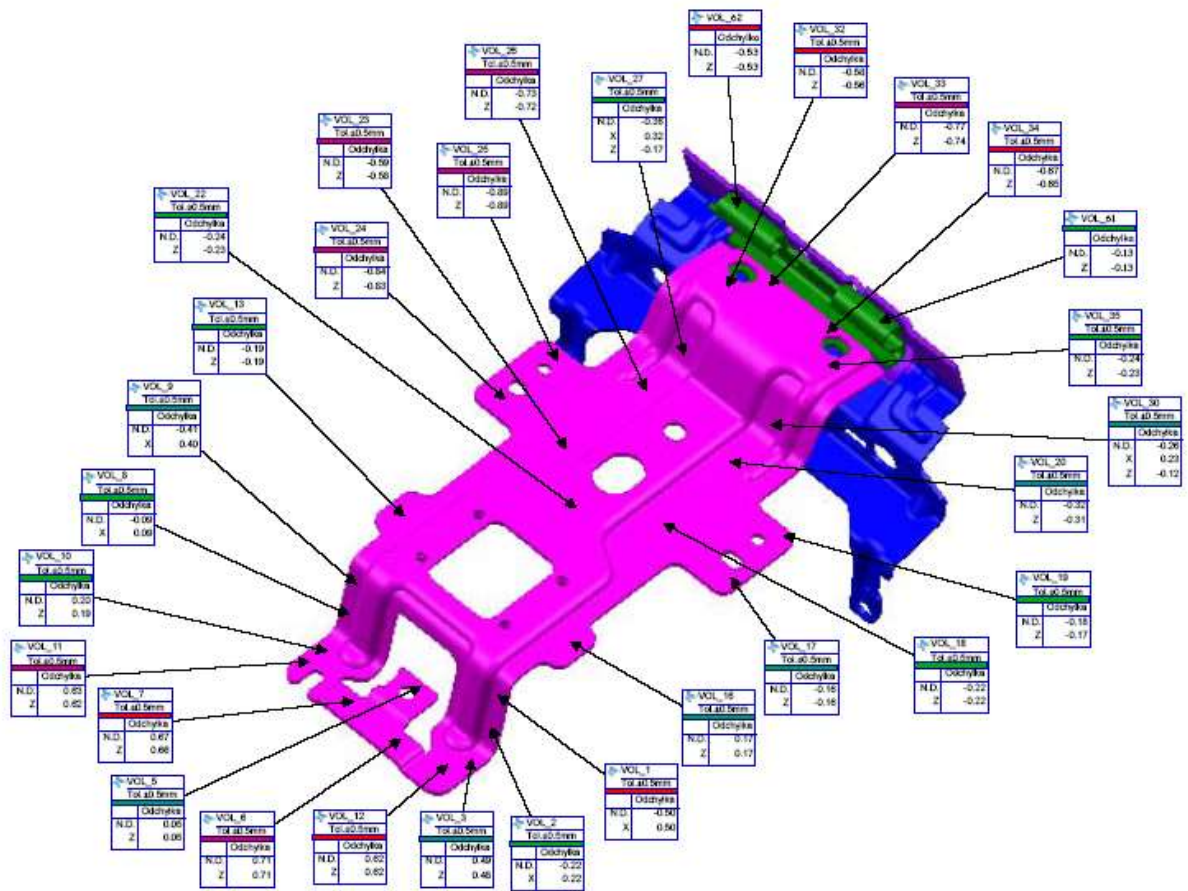 VOL_62
Odchylka
N.D. -0.53
Z -0.53
VOL_32
Tol.±0.5mm
Odchylka
N.D. -0.58
Z -0.56
VOL_26
Tol.±0.5mm
Odchylka
N.D. -0.73
Z -0.72
VOL_27
Tol.±0.5mm
Odchylka
N.D.
X 0.32
Z -0.17
VOL_33
Tol.±0.5mm
Odchylka
N.D. -0.77
Z -0.74
VOL_23
Tol.±0.5mm
Odchylka
N.D. -0.59
Z -0.58
VOL_34
Tol.±0.5mm
Odchylka
N.D. -0.67
Z -0.65
VOL_25
Tol.±0.5mm
Odchylka
N.D. -0.89
Z -0.89
VOL_22
Tol.±0.5mm
Odchylka
N.D. -0.24
Z -0.23
VOL_24
Tol.±0.5mm
Odchylka
N.D. -0.64
Z -0.63
VOL_61
Tol.±0.5mm
Odchylka
N.D. -0.13
Z -0.13
VOL_13
Tol.±0.5mm
Odchylka
N.D. -0.19
Z -0.19
VOL_35
Tol.±0.5mm
Odchylka
N.D. -0.24
Z -0.23
VOL_9
Tol.±0.5mm
Odchylka
N.D. -0.41
X 0.40
VOL_30
Tol.±0.5mm
Odchylka
N.D. -0.26
X 0.23
Z -0.12
VOL_8
Tol.±0.5mm
Odchylka
N.D. -0.09
X 0.09
VOL_20
Tol.±0.5mm
Odchylka
N.D. -0.32
Z -0.31
VOL_10
Tol.±0.5mm
Odchylka
N.D. 0.20
Z 0.19
VOL_19
Tol.±0.5mm
Odchylka
N.D. -0.18
Z -0.17
VOL_11
Tol.±0.5mm
Odchylka
N.D. 0.63
Z 0.62
VOL_17
Tol.±0.5mm
Odchylka
N.D. -0.16
Z -0.16
VOL_18
Tol.±0.5mm
Odchylka
N.D. -0.22
Z -0.22
VOL_7
Tol.±0.5mm
Odchylka
N.D. 0.67
Z 0.66
VOL_16
Tol.±0.5mm
Odchylka
N.D. 0.17
Z 0.17
VOL_5
Tol.±0.5mm
Odchylka
N.D. 0.05
Z 0.05
VOL_1
Tol.±0.5mm
Odchylka
N.D. -0.50
X 0.50
VOL_6
Tol.±0.5mm
Odchylka
N.D. 0.71
Z 0.71
VOL_12
Tol.±0.5mm
Odchylka
N.D. 0.62
Z 0.62
VOL_3
Tol.±0.5mm
Odchylka
N.D. 0.49
Z 0.48
VOL_2
Tol.±0.5mm
Odchylka
N.D. -0.22
X 0.22